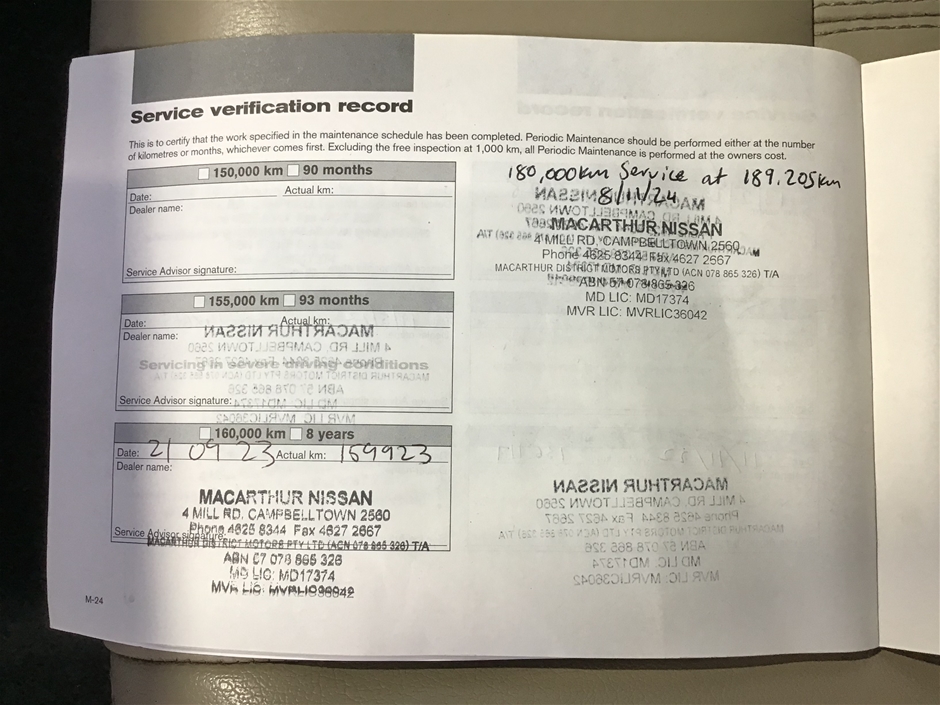 Service verification record
This is to certify that the work specified in the maintenance schedule has been completed. Periodic Maintenance should be performed either at the number
of kilometres or months, whichever comes first. Excluding the free inspection at 1,000 km, all Periodic Maintenance is performed at the owners cost.
150,000 km 90 months
Date: Actual km:
Dealer name:
Service Advisor signature:
155,000 km 93 months
Date: Actual km:
Dealer name:
Service Advisor signature:
160,000 km 8 years
Date: 21 09 23 Actual km: 159923
Dealer name:
MACARTHUR NISSAN
4 MILL RD. CAMPBELLTOWN 2560
Phone 4625 8344 Fax 4627 2667
Service Advisor signature:
MACARTHUR DISTRICT MOTORS PTY LTD (ACN 078 865 326) T/A
ABN 57 078 865 326
MD LIC: MD17374
MVR LIC: MVRLIC36042
M-24
180,000km Service at 189,205km
8/11/24
MACARTHUR NISSAN
4 MILL RD. CAMPBELLTOWN 2560
Phone 4625 8344 Fax 4627 2667
MACARTHUR DISTRICT MOTORS PTY LTD (ACN 078 865 326) T/A
ABN 57 078 865 326
MD LIC: MD17374
MVR LIC: MVRLIC36042